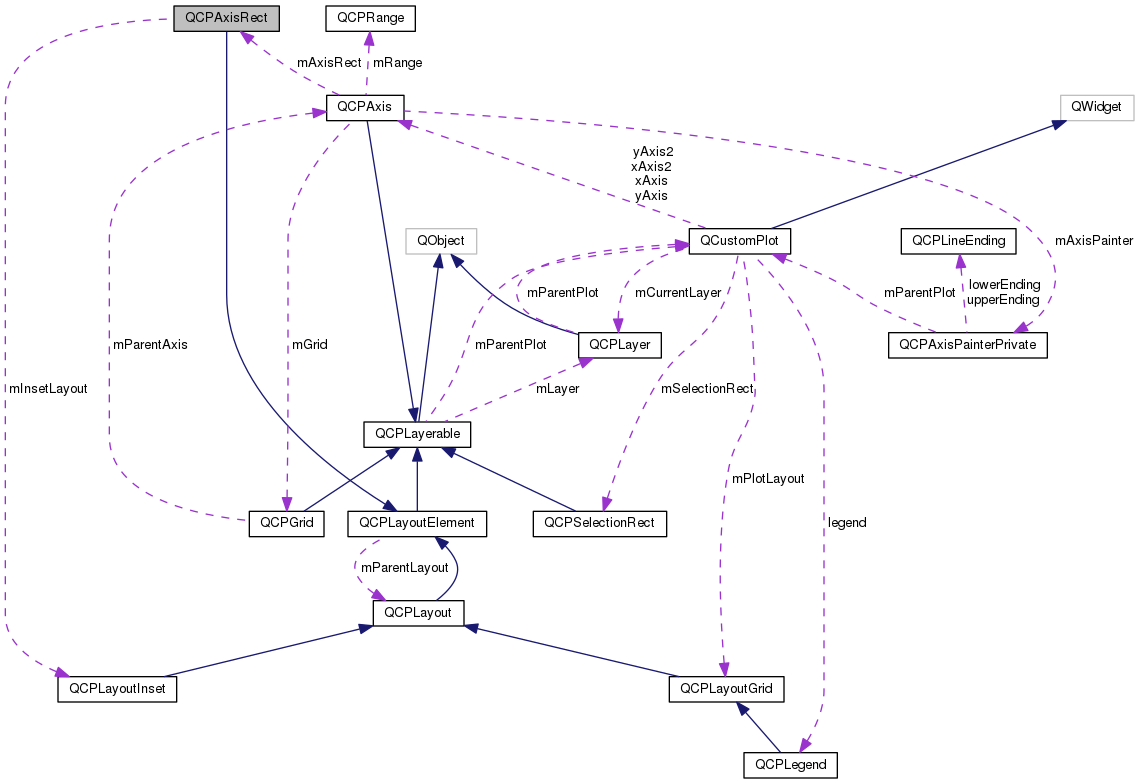 QCPAxisRect
QCPRange
mAxisRect
mRange
QCPAxis
QWidget
yAxis2
xAxis2
xAxis
yAxis
QObject
QCustomPlot
QCPLineEnding
mAxisPainter
mParentPlot
mCurrentLayer
mParentPlot
lowerEnding
upperEnding
mParentAxis
mGrid
mParentPlot
QCPLayer
QCPAxisPainterPrivate
mInsetLayout
mLayer
mSelectionRect
QCPLayerable
mPlotLayout
QCPGrid
QCPLayoutElement
QCPSelectionRect
legend
mParentLayout
QCPLayout
QCPLayoutInset
QCPLayoutGrid
QCPLegend